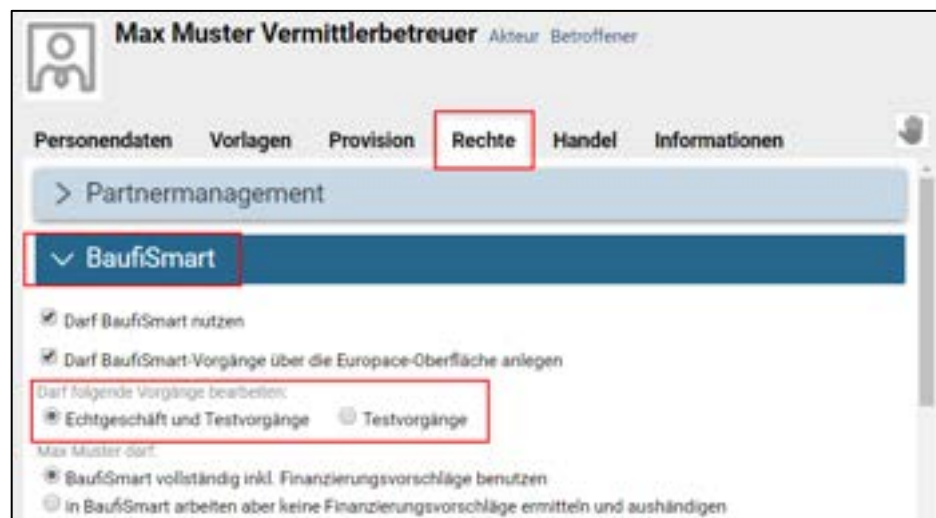 Max Muster Vermittlerbetreuer Akteur Betroffener
Personendaten Vorlagen Provision Rechte Handel Informationen
Partnermanagement
BaufiSmart
Darf BaufiSmart nutzen
Darf BaufiSmart-Vorgänge über die Europace-Oberfläche anlegen
Darf folgende Vorgänge bearbeiten:
Echtgeschäft und Testvorgänge Testvorgänge
Max Muster darf:
BaufiSmart vollständig inkl. Finanzierungsvorschläge benutzen
In BaufiSmart arbeiten aber keine Finanzierungsvorschläge ermitteln und aushändigen